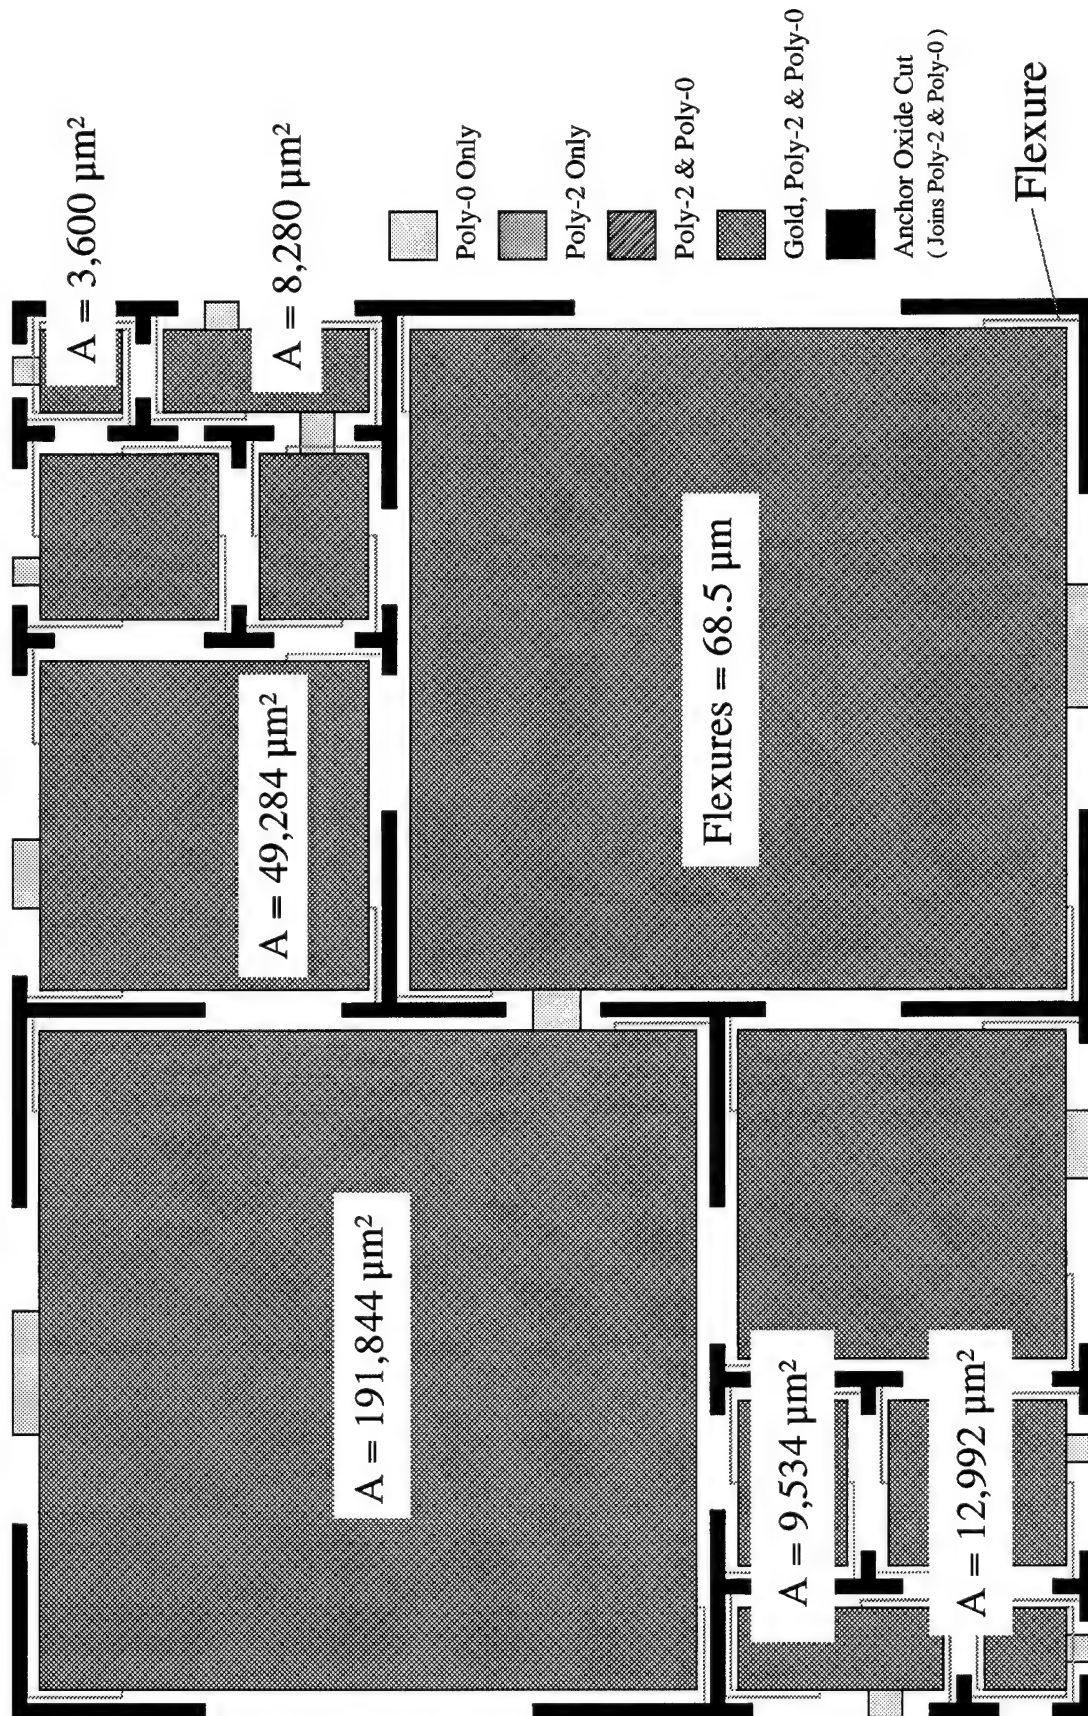 A = 3,600 µm²
A = 8,280 µm²
A = 49,284 µm²
A = 191,844 µm²
Flexures = 68.5 µm
A = 9,534 µm²
A = 12,992 µm²
Poly-0 Only
Poly-2 Only
Poly-2 & Poly-0
Gold, Poly-2 & Poly-0
Anchor Oxide Cut
( Joins Poly-2 & Poly-0 )
Flexure